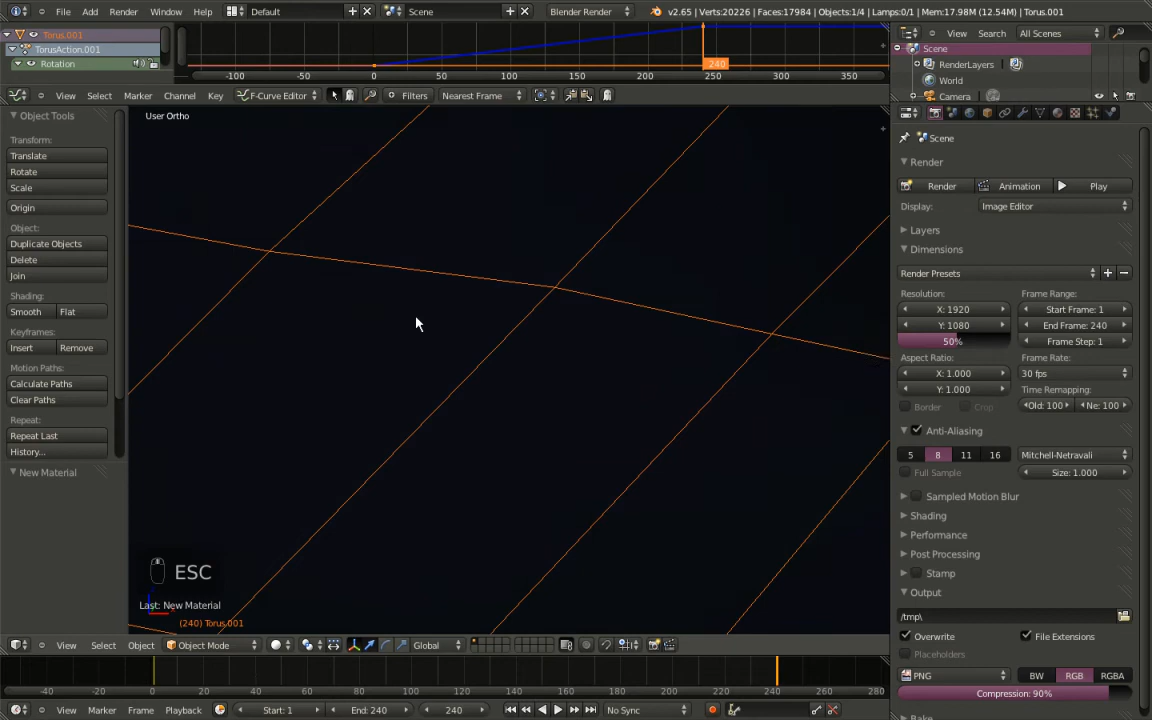 File Add Render Window Help Default Scene Blender Render v2.65 | Verts:20226 | Faces:17984 | Objects:1/4 | Lamps:0/1 | Mem:17.98M (12.54M) | Torus.001
Torus.001
TorusAction.001
Rotation
-100 -50 0 50 100 150 200 240 250 300 350
View Select Marker Channel Key F-Curve Editor Filters Nearest Frame
View Search All Scenes
Scene
RenderLayers
World
Camera
Object Tools
Transform:
Translate
Rotate
Scale
Origin
Object:
Duplicate Objects
Delete
Join
Shading:
Smooth Flat
Keyframes:
Insert Remove
Motion Paths:
Calculate Paths
Clear Paths
Repeat:
Repeat Last
History...
New Material
User Ortho
ESC
Last: New Material
(240) Torus.001
View Select Object Object Mode Global
-40 -20 0 20 40 60 80 100 120 140 160 180 200 220 240 260 280
View Marker Frame Playback Start: 1 End: 240 240 No Sync
Scene
Render
Render Animation Play
Display: Image Editor
Layers
Dimensions
Render Presets
Resolution: Frame Range:
X: 1920 Start Frame: 1
Y: 1080 End Frame: 240
50% Frame Step: 1
Aspect Ratio: Frame Rate:
X: 1.000 30 fps
Y: 1.000 Time Remapping:
Border Crop Old: 100 Ne: 100
Anti-Aliasing
5 8 11 16 Mitchell-Netravali
Full Sample Size: 1.000
Sampled Motion Blur
Shading
Performance
Post Processing
Stamp
Output
/tmp\
Overwrite File Extensions
Placeholders
PNG BW RGB RGBA
Compression: 90%
Bake